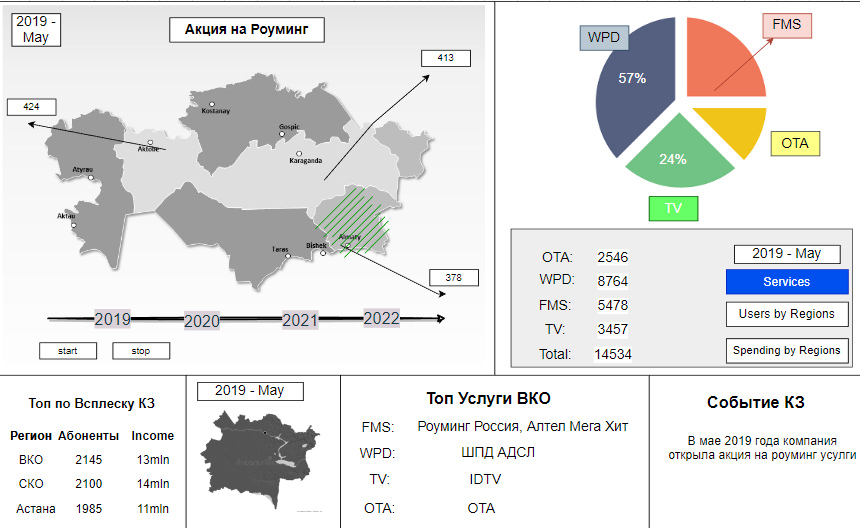 2019 -
May
Акция на Роуминг
413
424
Kostanay
Gospic
Aktobe
Karaganda
Atyrau
Aktau
Taras
Bishek
Almaty
378
2019
2020
2021
2022
start
stop
WPD
FMS
57%
OTA
24%
TV
OTA: 2546
WPD: 8764
FMS: 5478
TV: 3457
Total: 14534
2019 - May
Services
Users by Regions
Spending by Regions
Топ по Всплеску КЗ
Регион Абоненты Income
ВКО 2145 13mln
СКО 2100 14mln
Астана 1985 11mln
2019 - May
Топ Услуги ВКО
FMS: Роуминг Россия, Алтел Мега Хит
WPD: ШПД АДСЛ
TV: IDTV
OTA: OTA
Событие КЗ
В мае 2019 года компания
открыла акция на роуминг усулги